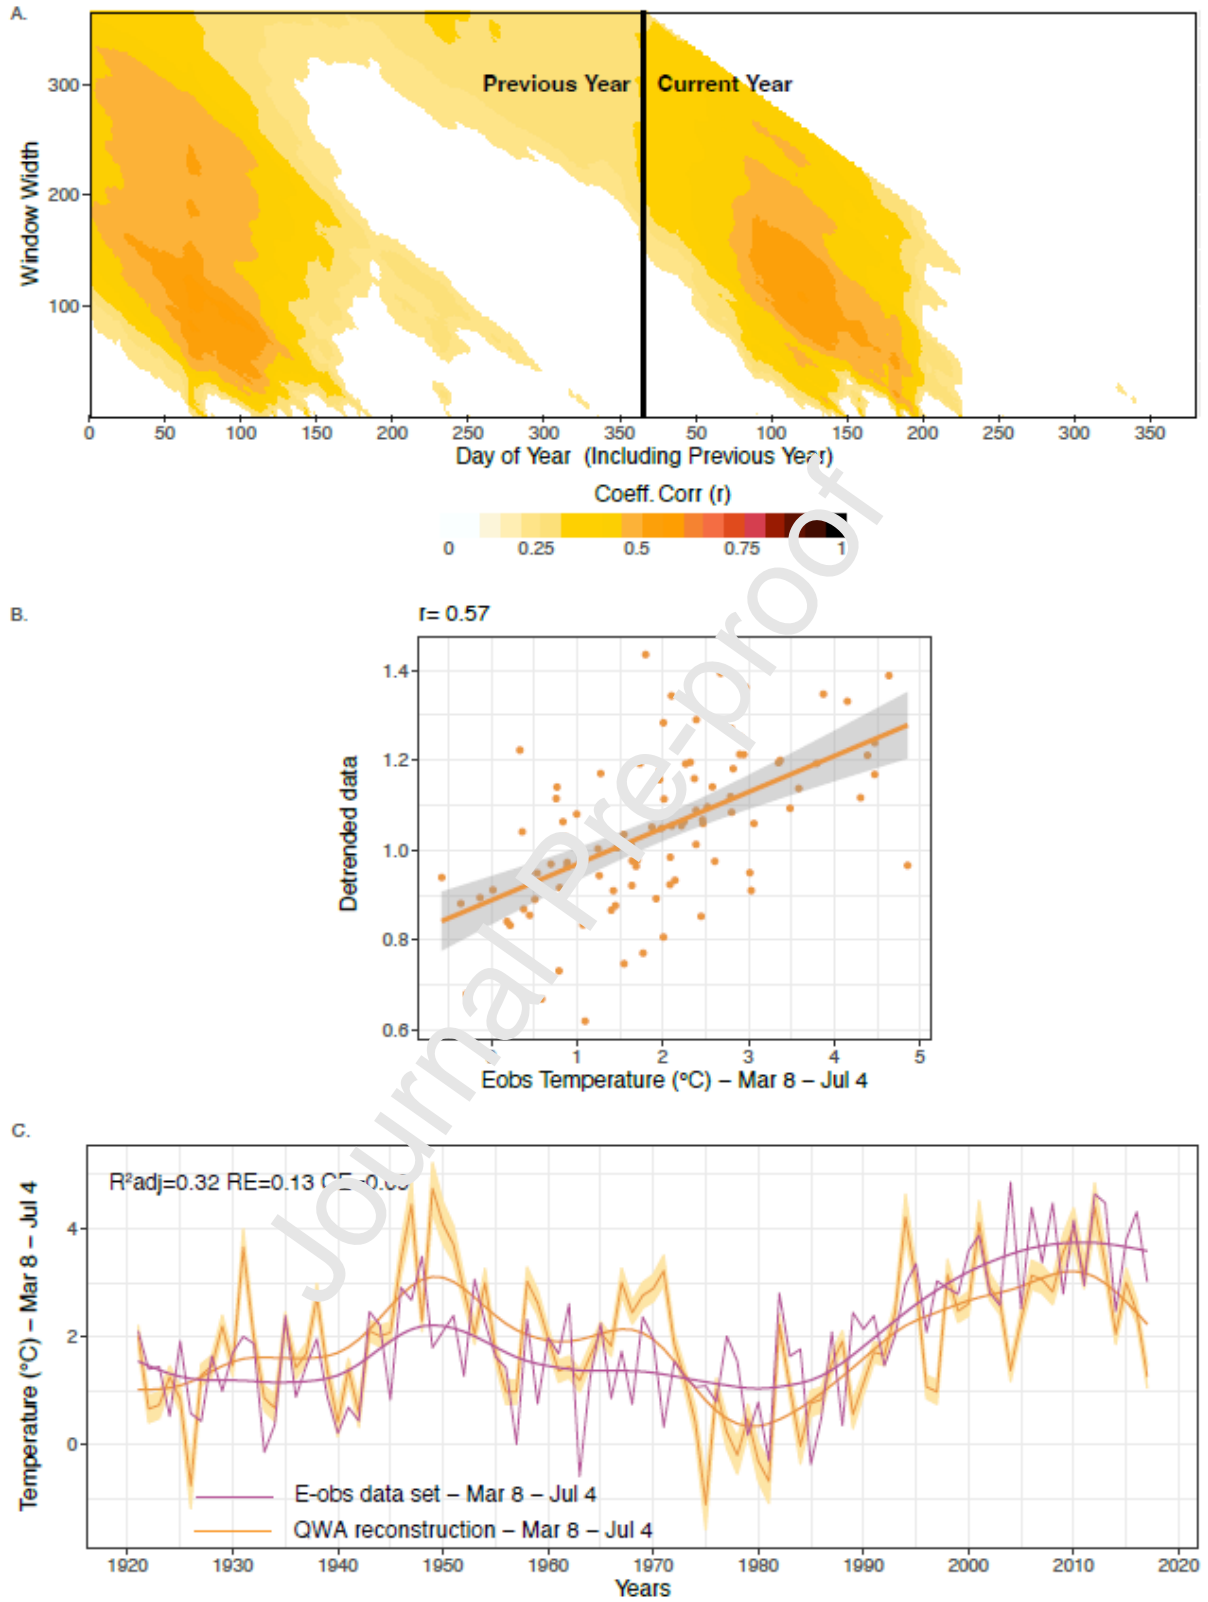 A.
Previous Year
Current Year
300
200
100
Window Width
0 50 100 150 200 250 300 350 50 100 150 200 250 300 350
Day of Year (Including Previous Year)
Coeff. Corr (r)
0 0.25 0.5 0.75 1
B.
r= 0.57
1.4
1.2
1.0
0.8
0.6
Detrended data
1 2 3 4 5
Eobs Temperature (°C) – Mar 8 – Jul 4
C.
R²adj=0.32 RE=0.13
4
2
0
Temperature (°C) – Mar 8 – Jul 4
E-obs data set – Mar 8 – Jul 4
QWA reconstruction – Mar 8 – Jul 4
1920 1930 1940 1950 1960 1970 1980 1990 2000 2010 2020
Years
Journal Pre-proof